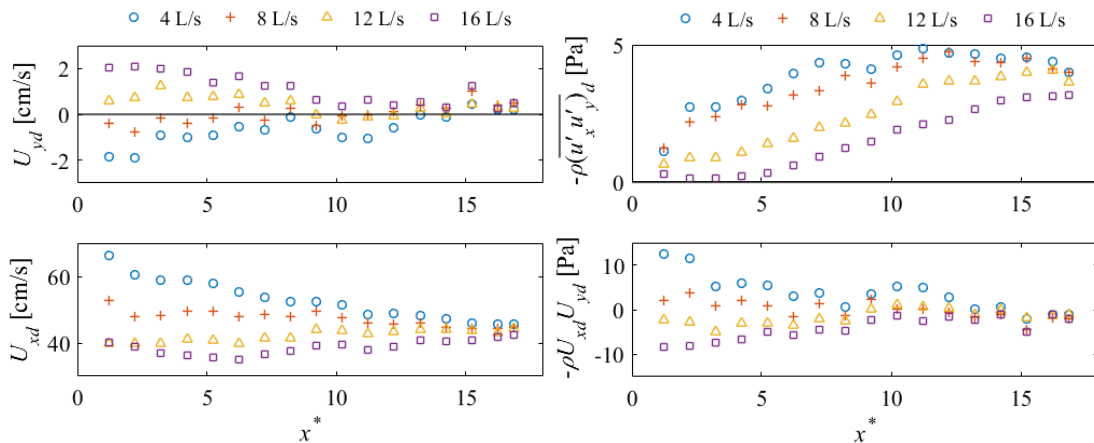 4 L/s 8 L/s 12 L/s 16 L/s
4 L/s 8 L/s 12 L/s 16 L/s
U_yd [cm/s]
2
0
-2
0 5 10 15
-ρ(u'_x u'_y)_d [Pa]
5
0
0 5 10 15
U_xd [cm/s]
60
40
0 5 10 15
x*
-ρU_xd U_yd [Pa]
10
0
-10
0 5 10 15
x*